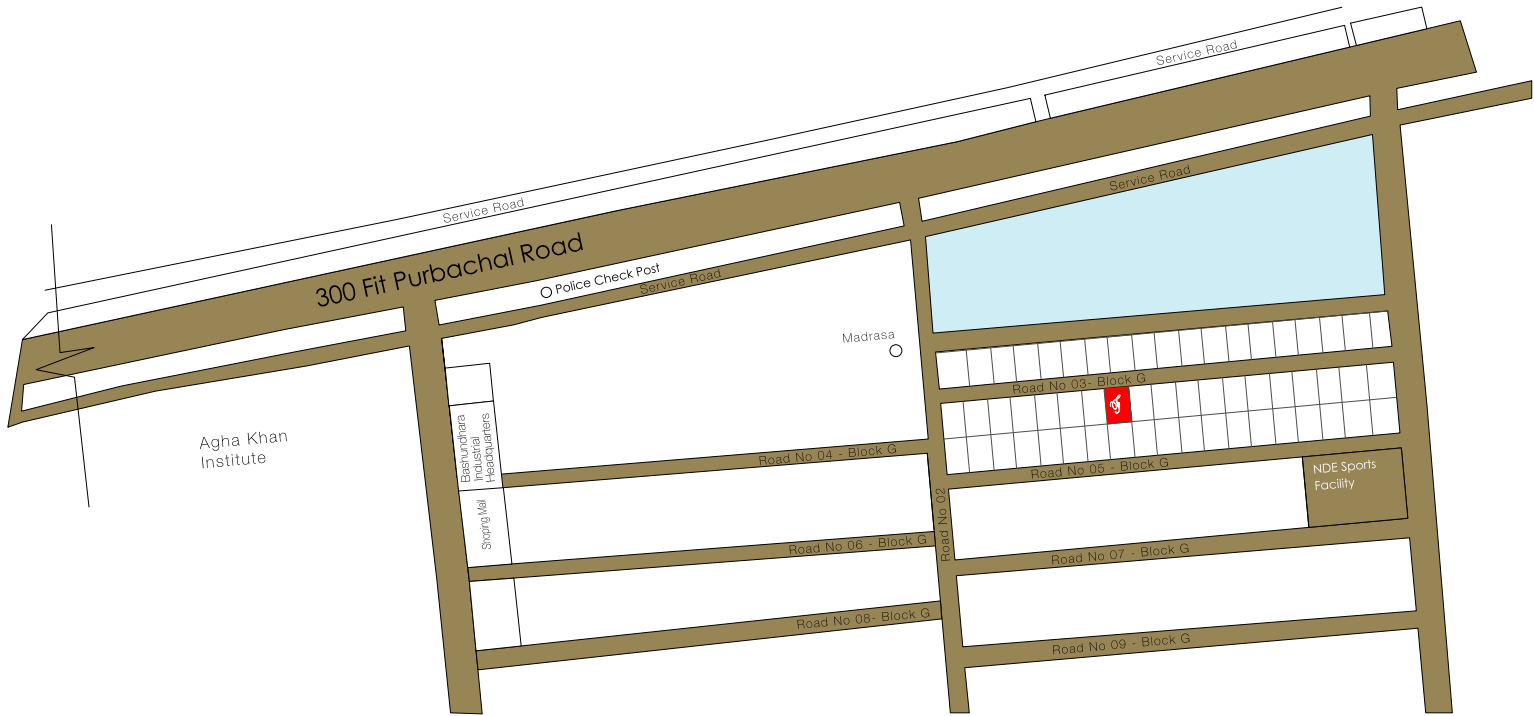 Service Road
Service Road
300 Fit Purbachal Road
Service Road
Police Check Post
Service Road
Madrasa
Road No 03- Block G
Agha Khan
Institute
Bashundhara
Industrial
Headquarters
Road No 04 - Block G
Road No 05 - Block G
NDE Sports
Facility
Shoping Mall
Road No 02
Road No 06 - Block G
Road No 07 - Block G
Road No 08- Block G
Road No 09 - Block G